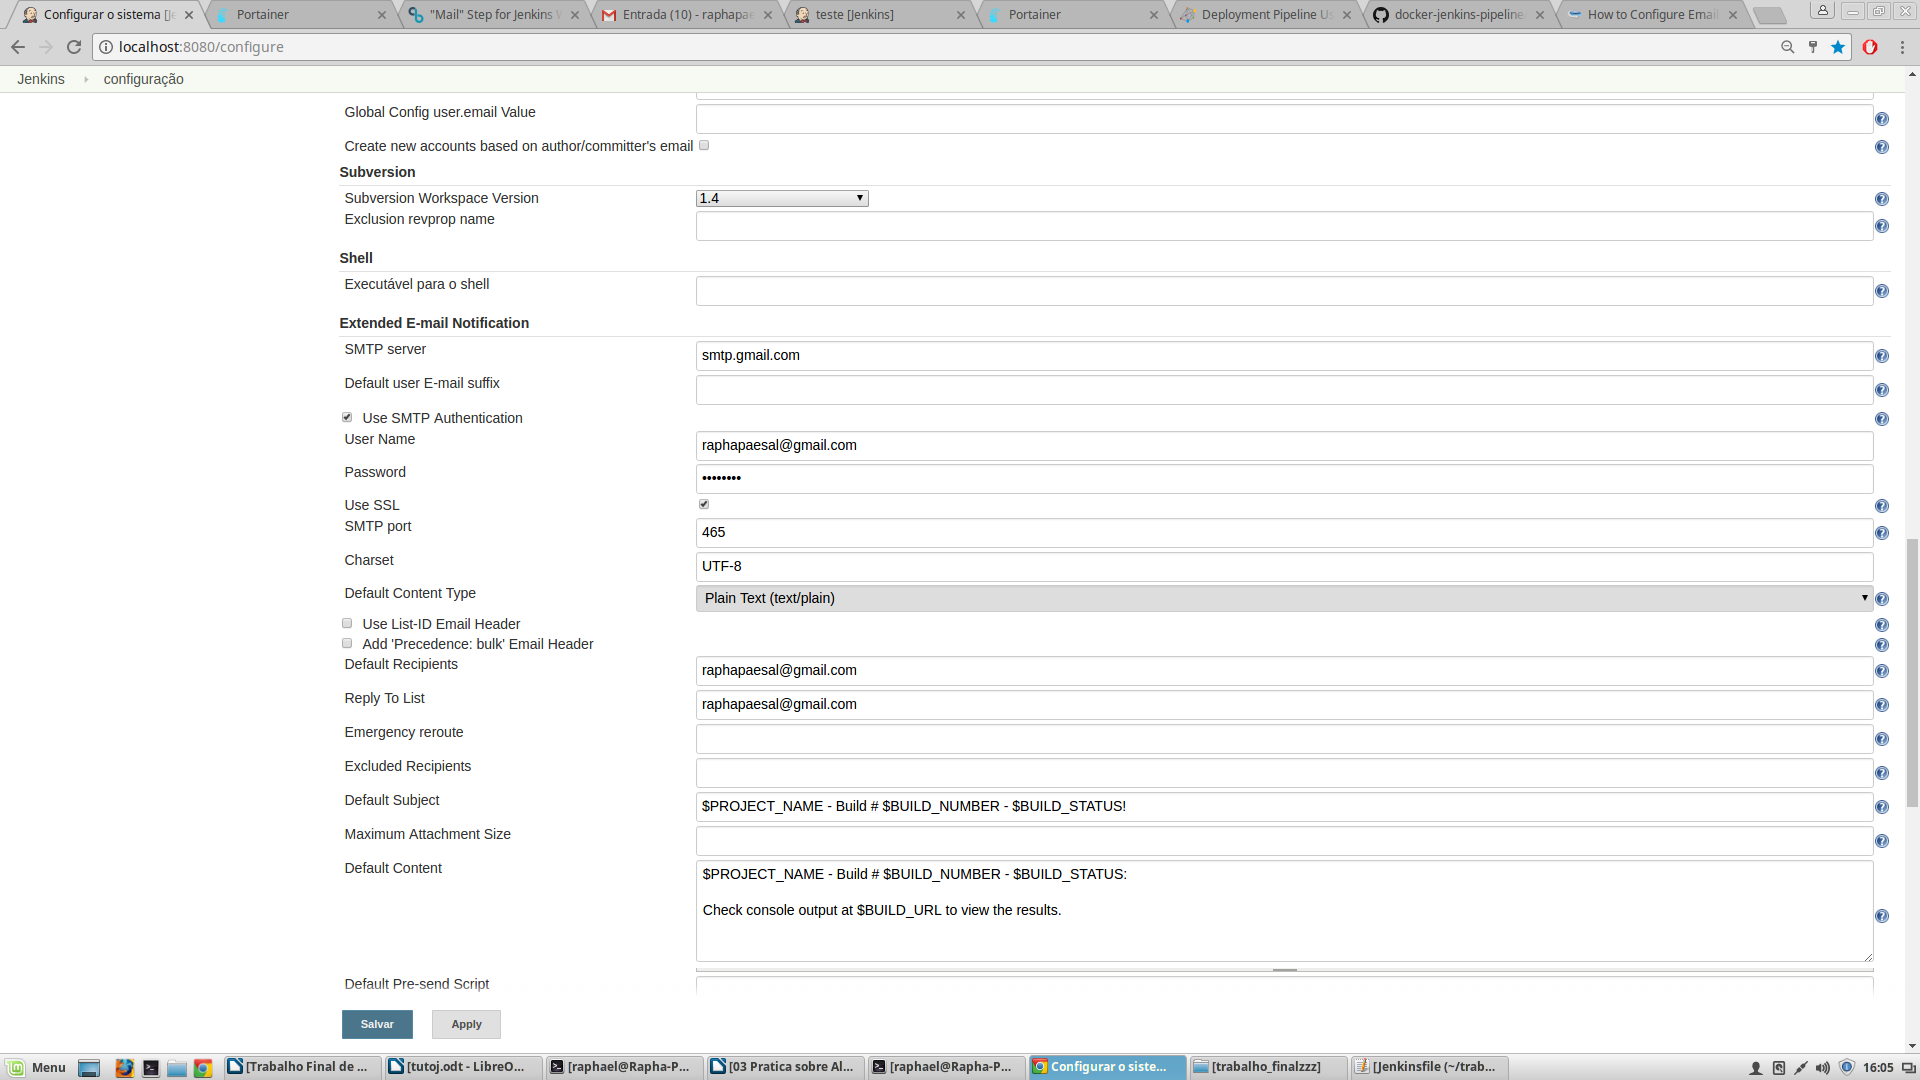 Configurar o sistema [Je
Portainer
"Mail" Step for Jenkins W
Entrada (10) - raphapae
teste [Jenkins]
Portainer
Deployment Pipeline Us
docker-jenkins-pipeline
How to Configure Email
localhost:8080/configure
Jenkins
configuração
Global Config user.email Value
Create new accounts based on author/committer's email
Subversion
Subversion Workspace Version
1.4
Exclusion revprop name
Shell
Executável para o shell
Extended E-mail Notification
SMTP server
smtp.gmail.com
Default user E-mail suffix
Use SMTP Authentication
User Name
raphapaesal@gmail.com
Password
••••••••
Use SSL
SMTP port
465
Charset
UTF-8
Default Content Type
Plain Text (text/plain)
Use List-ID Email Header
Add 'Precedence: bulk' Email Header
Default Recipients
raphapaesal@gmail.com
Reply To List
raphapaesal@gmail.com
Emergency reroute
Excluded Recipients
Default Subject
$PROJECT_NAME - Build # $BUILD_NUMBER - $BUILD_STATUS!
Maximum Attachment Size
Default Content
$PROJECT_NAME - Build # $BUILD_NUMBER - $BUILD_STATUS:
Check console output at $BUILD_URL to view the results.
Default Pre-send Script
Salvar
Apply
Menu
[Trabalho Final de ...
[tutoj.odt - LibreO...
[raphael@Rapha-P...
[03 Pratica sobre Al...
[raphael@Rapha-P...
Configurar o siste...
[trabalho_finalzzz]
[Jenkinsfile (~/trab...
16:05